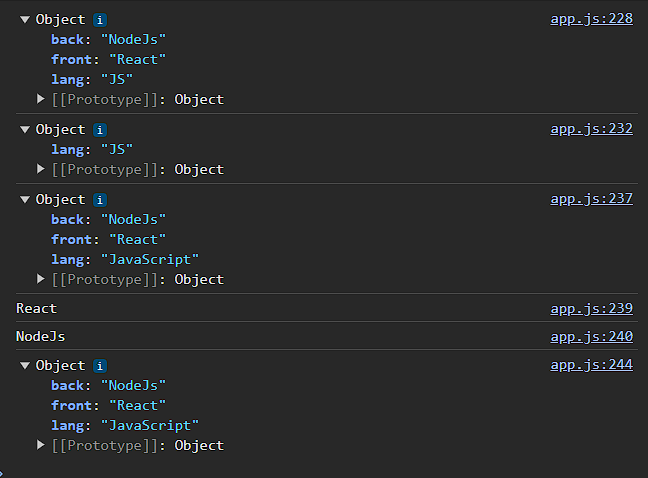 Object i app.js:228
back: "NodeJs"
front: "React"
lang: "JS"
[[Prototype]]: Object
Object i app.js:232
lang: "JS"
[[Prototype]]: Object
Object i app.js:237
back: "NodeJs"
front: "React"
lang: "JavaScript"
[[Prototype]]: Object
React app.js:239
NodeJs app.js:240
Object i app.js:244
back: "NodeJs"
front: "React"
lang: "JavaScript"
[[Prototype]]: Object